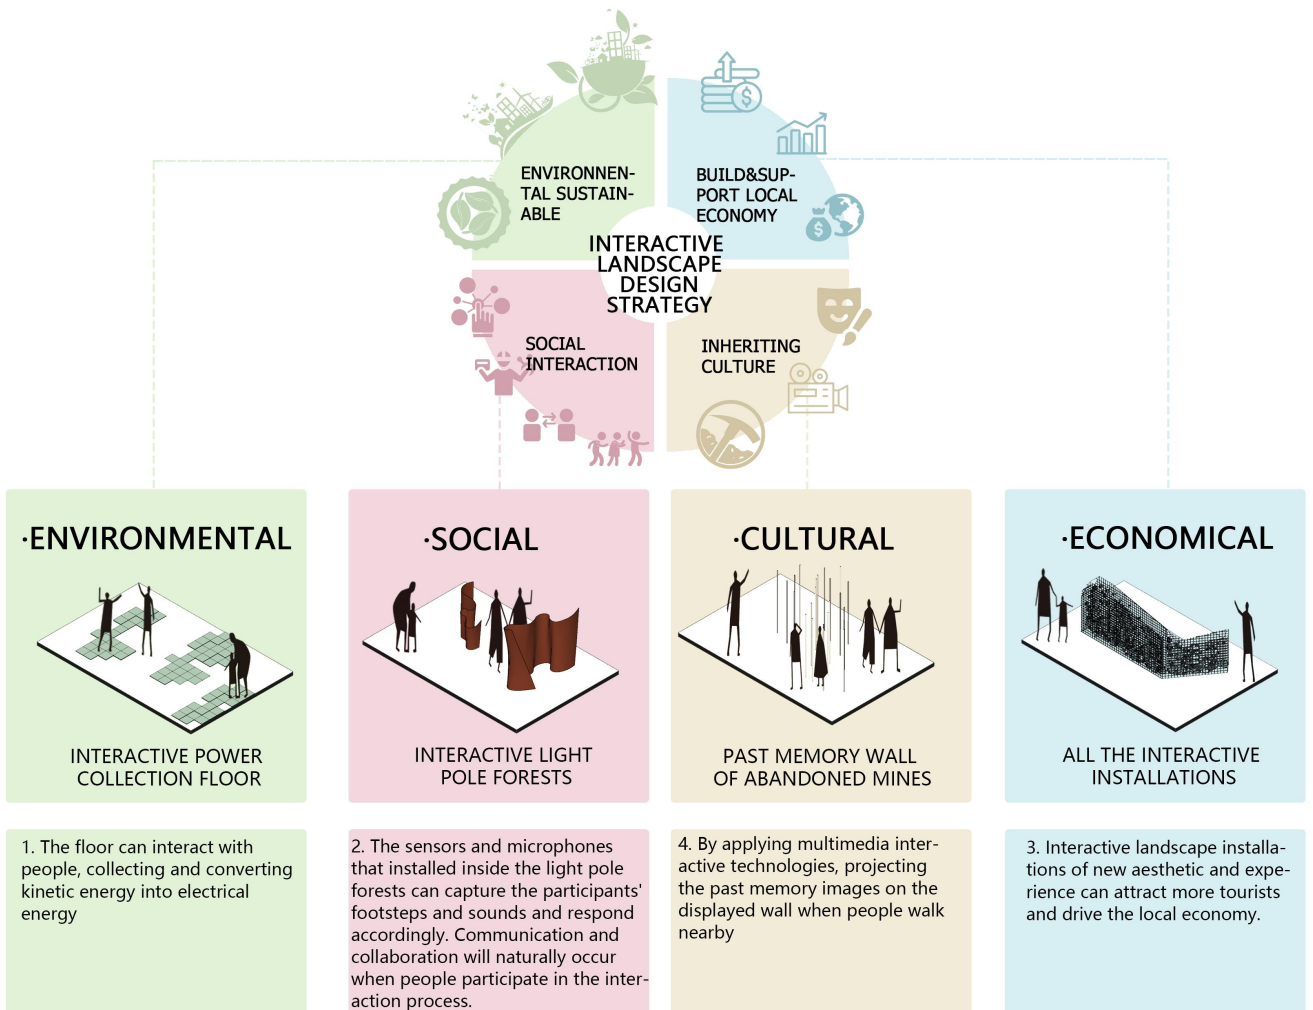 ENVIRONNEN-
TAL SUSTAIN-
ABLE
BUILD&SUP-
PORT LOCAL
ECONOMY
INTERACTIVE
LANDSCAPE
DESIGN
STRATEGY
SOCIAL
INTERACTION
INHERITING
CULTURE
·ENVIRONMENTAL
INTERACTIVE POWER
COLLECTION FLOOR
1. The floor can interact with
people, collecting and converting
kinetic energy into electrical
energy
·SOCIAL
INTERACTIVE LIGHT
POLE FORESTS
2. The sensors and microphones
that installed inside the light pole
forests can capture the participants'
footsteps and sounds and respond
accordingly. Communication and
collaboration will naturally occur
when people participate in the inter-
action process.
·CULTURAL
PAST MEMORY WALL
OF ABANDONED MINES
4. By applying multimedia inter-
active technologies, projecting
the past memory images on the
displayed wall when people walk
nearby
·ECONOMICAL
ALL THE INTERACTIVE
INSTALLATIONS
3. Interactive landscape installa-
tions of new aesthetic and expe-
rience can attract more tourists
and drive the local economy.